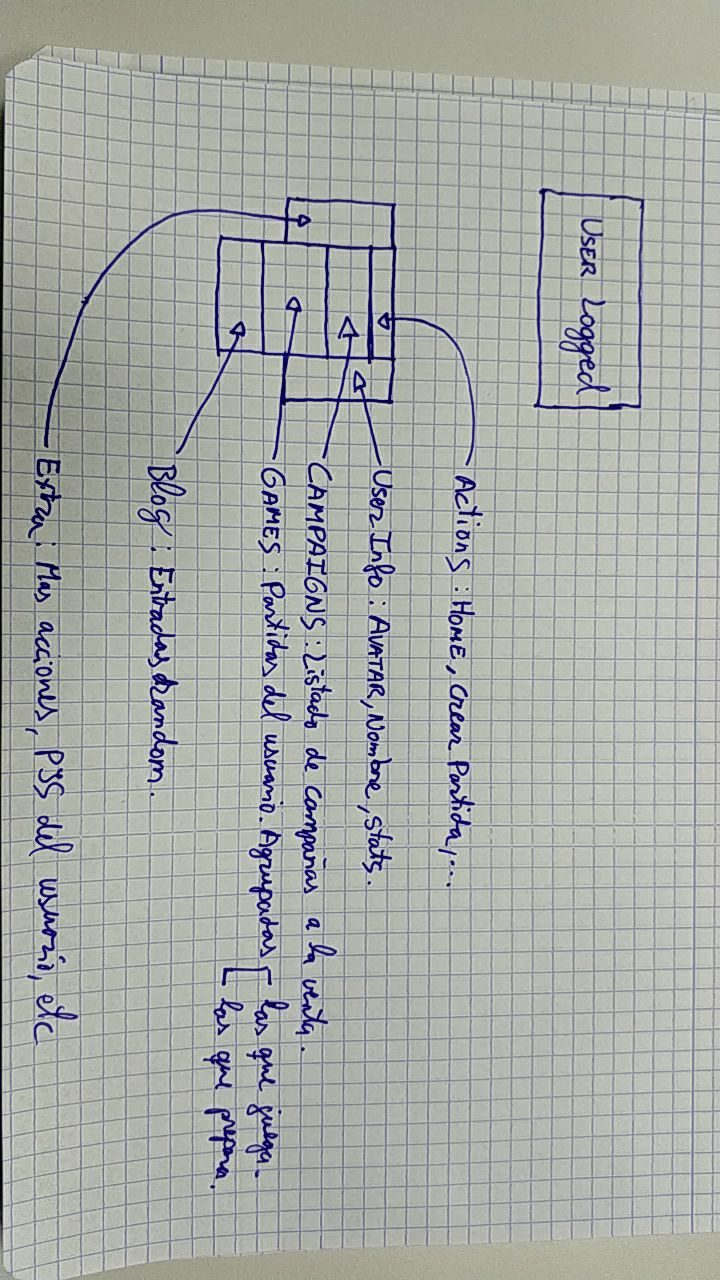 USER Logged
Actions : HOME, Crear Partida, ...
User Info : AVATAR, Nombre, stats.
CAMPAIGNS : Listado de campañas a la venta.
GAMES : Partidas del usuario. Agrupadas
las que juega.
las que prepara.
Blog : Entradas random.
Extra : Mas acciones, PJS del usuario, etc